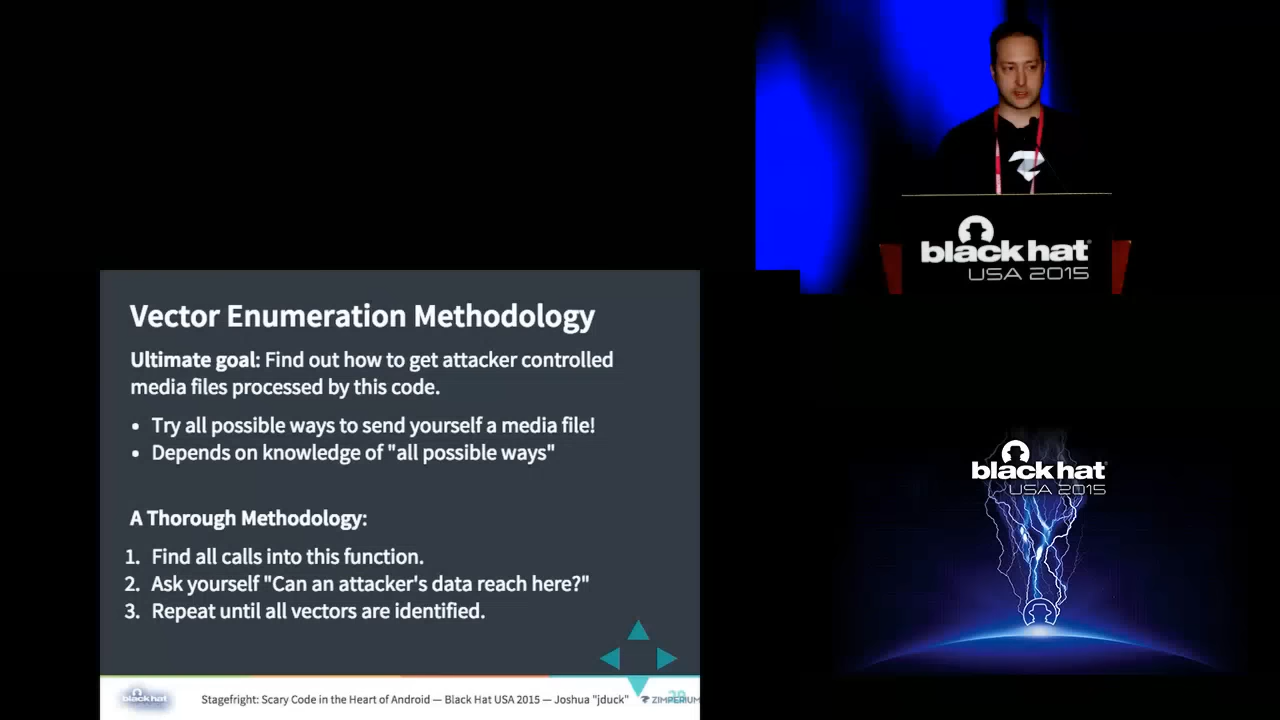 black hat
USA 2015
Vector Enumeration Methodology
Ultimate goal: Find out how to get attacker controlled
media files processed by this code.
• Try all possible ways to send yourself a media file!
• Depends on knowledge of "all possible ways"
A Thorough Methodology:
1. Find all calls into this function.
2. Ask yourself "Can an attacker's data reach here?"
3. Repeat until all vectors are identified.
black hat
Stagefright: Scary Code in the Heart of Android — Black Hat USA 2015 — Joshua "jduck"
ZIMPERIUM
black hat
USA 2015